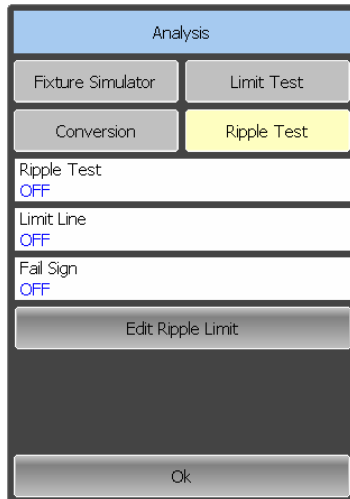 Analysis
Fixture Simulator
Limit Test
Conversion
Ripple Test
Ripple Test
OFF
Limit Line
OFF
Fail Sign
OFF
Edit Ripple Limit
Ok